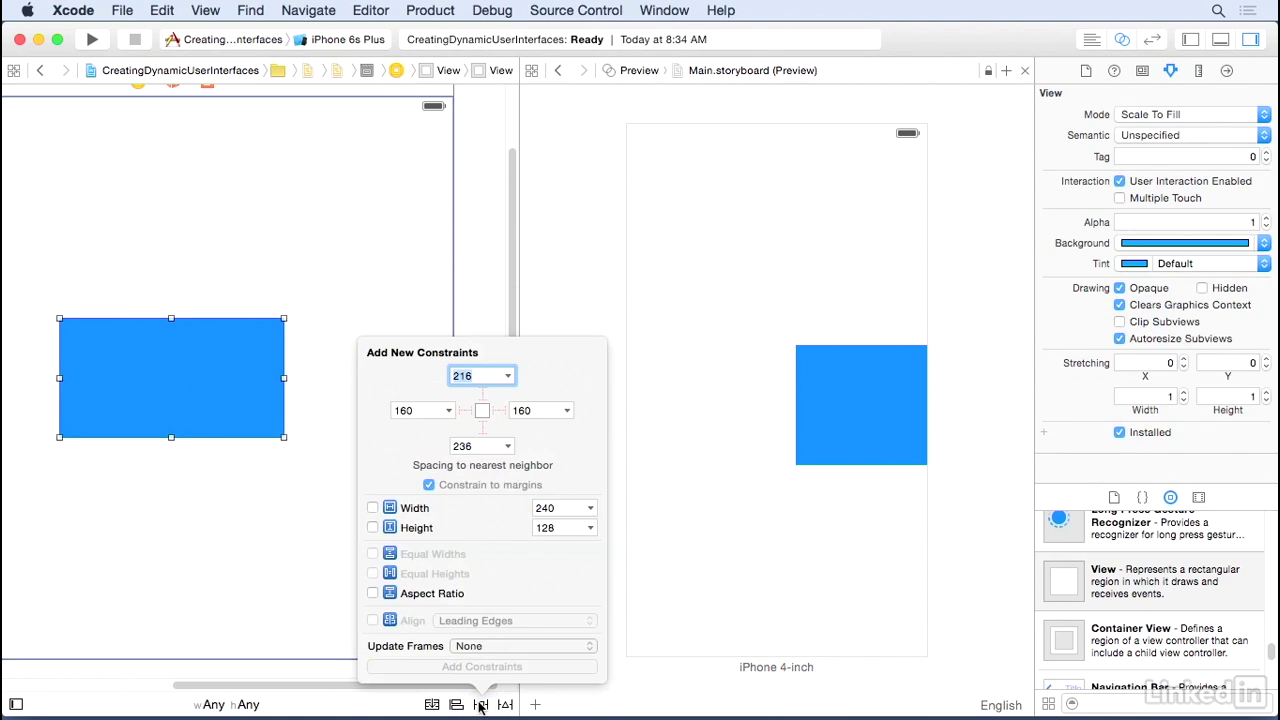 Xcode File Edit View Find Navigate Editor Product Debug Source Control Window Help
Creating...nterfaces iPhone 6s Plus CreatingDynamicUserInterfaces: Ready Today at 8:34 AM
CreatingDynamicUserInterfaces View View Preview Main.storyboard (Preview)
View
Mode Scale To Fill
Semantic Unspecified
Tag 0
Interaction User Interaction Enabled
Multiple Touch
Alpha 1
Background
Tint Default
Drawing Opaque Hidden
Clears Graphics Context
Clip Subviews
Autoresize Subviews
Stretching 0 0
X Y
1 1
Width Height
Installed
Add New Constraints
216
160 160
236
Spacing to nearest neighbor
Constrain to margins
Width 240
Height 128
Equal Widths
Equal Heights
Aspect Ratio
Align Leading Edges
Update Frames None
Add Constraints
iPhone 4-inch
Recognizer - Provides a
recognizer for long press gestur...
View - Represents a rectangular
region in which it draws and
receives events.
Container View - Defines a
region of a view controller that can
include a child view controller.
wAny hAny
English
Linked in